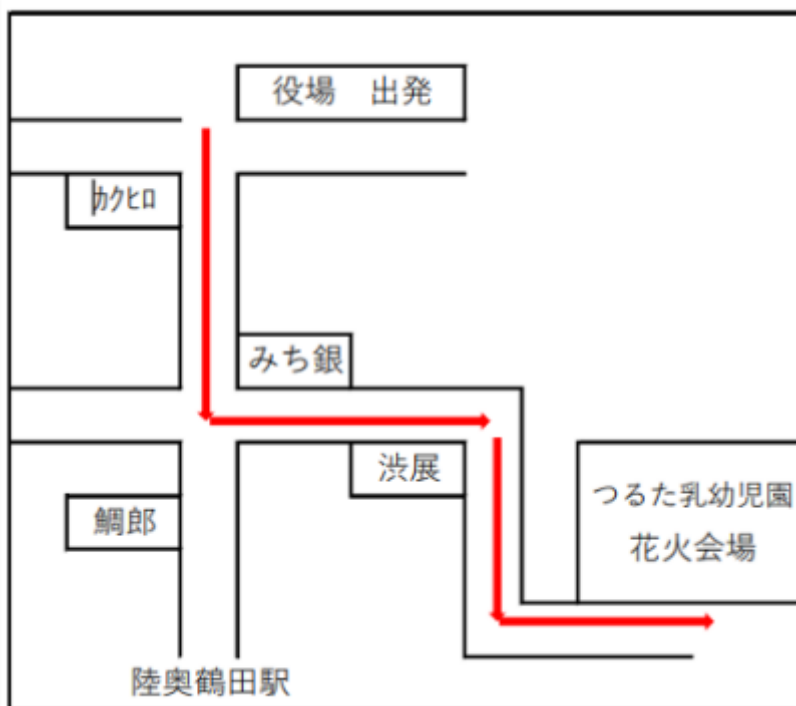 役場　出発
カクヒロ
みち銀
渋展
鯛郎
つるた乳幼児園
花火会場
陸奥鶴田駅